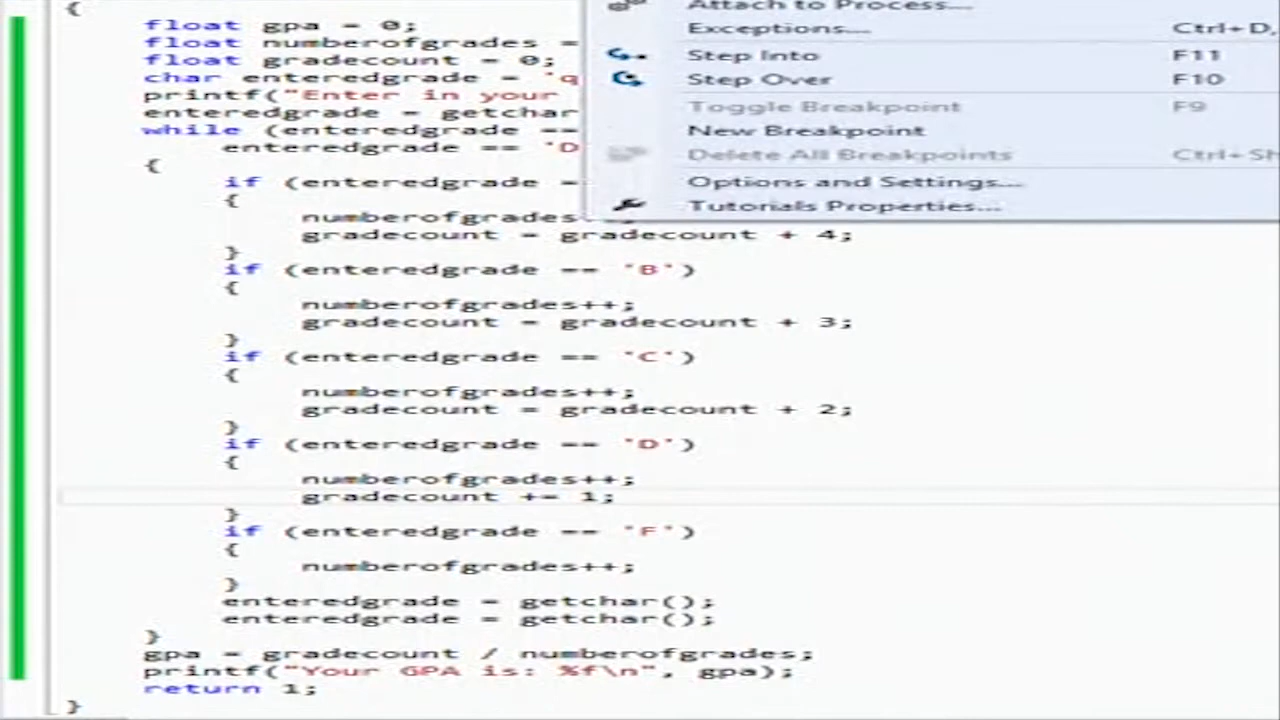 {
float gpa = 0;
float numberofgrades =
float gradecount = 0;
char enteredgrade = 'q
printf("Enter in your
enteredgrade = getchar
while (enteredgrade ==
enteredgrade == 'D
{
if (enteredgrade =
{
numberofgrades
gradecount = gradecount + 4;
}
if (enteredgrade == 'B')
{
numberofgrades++;
gradecount = gradecount + 3;
}
if (enteredgrade == 'C')
{
numberofgrades++;
gradecount = gradecount + 2;
}
if (enteredgrade == 'D')
{
numberofgrades++;
gradecount += 1;
}
if (enteredgrade == 'F')
{
numberofgrades++;
}
enteredgrade = getchar();
enteredgrade = getchar();
}
gpa = gradecount / numberofgrades;
printf("Your GPA is: %f\n", gpa);
return 1;
}
Attach to Process...
Exceptions... Ctrl+D,
Step Into F11
Step Over F10
Toggle Breakpoint F9
New Breakpoint
Delete All Breakpoints Ctrl+Sh
Options and Settings...
Tutorials Properties...